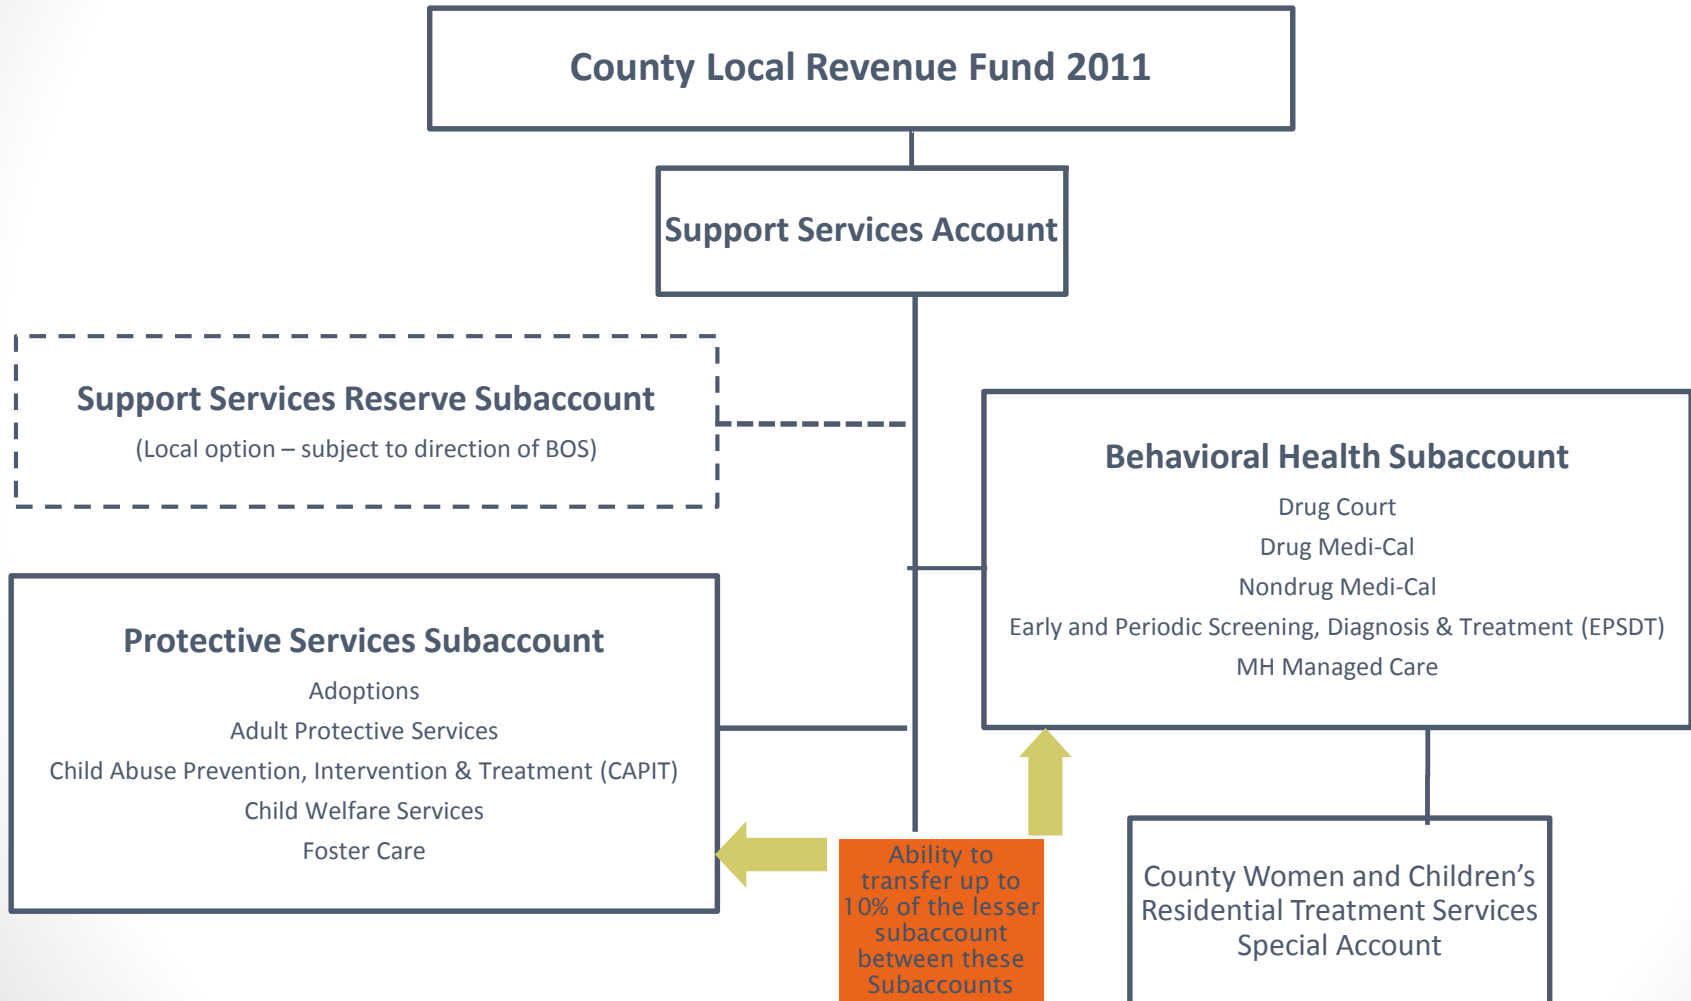 County Local Revenue Fund 2011
Support Services Account
Support Services Reserve Subaccount
(Local option – subject to direction of BOS)
Behavioral Health Subaccount
Drug Court
Drug Medi-Cal
Nondrug Medi-Cal
Early and Periodic Screening, Diagnosis & Treatment (EPSDT)
MH Managed Care
Protective Services Subaccount
Adoptions
Adult Protective Services
Child Abuse Prevention, Intervention & Treatment (CAPIT)
Child Welfare Services
Foster Care
Ability to
transfer up to
10% of the lesser
subaccount
between these
Subaccounts
County Women and Children’s
Residential Treatment Services
Special Account